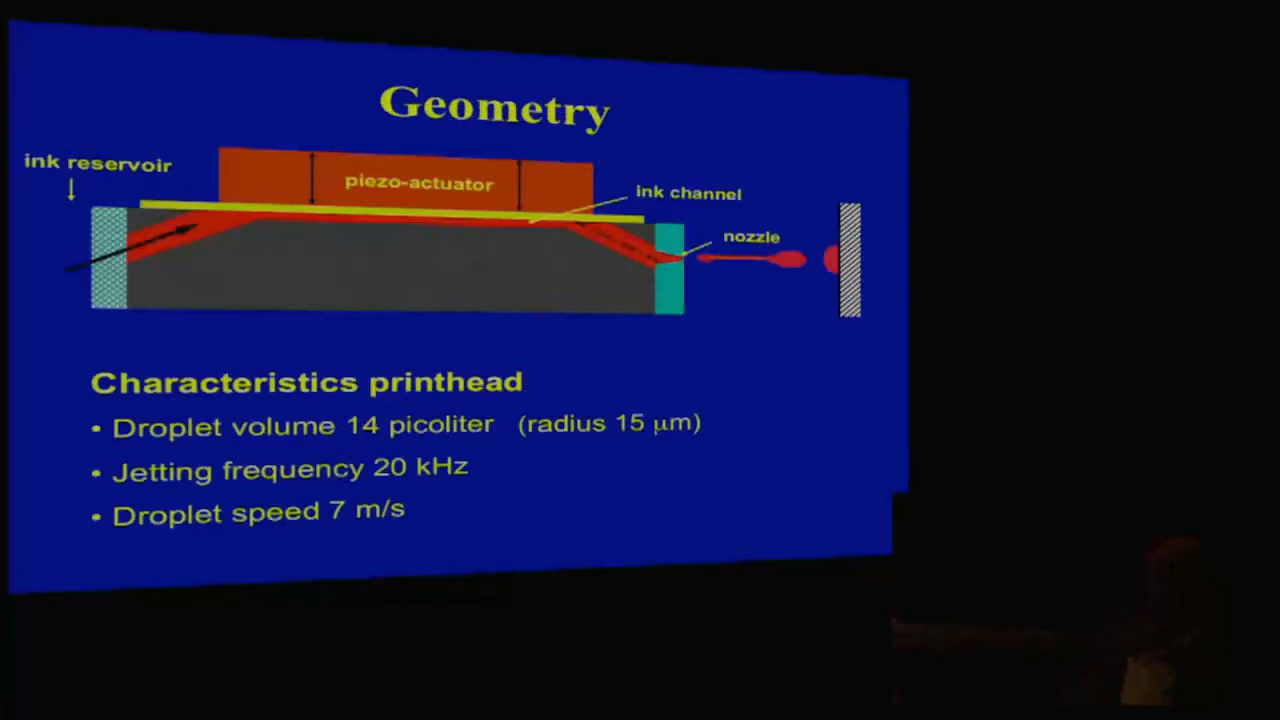 Geometry
ink reservoir
piezo-actuator
ink channel
nozzle
Characteristics printhead
• Droplet volume 14 picoliter (radius 15 μm)
• Jetting frequency 20 kHz
• Droplet speed 7 m/s